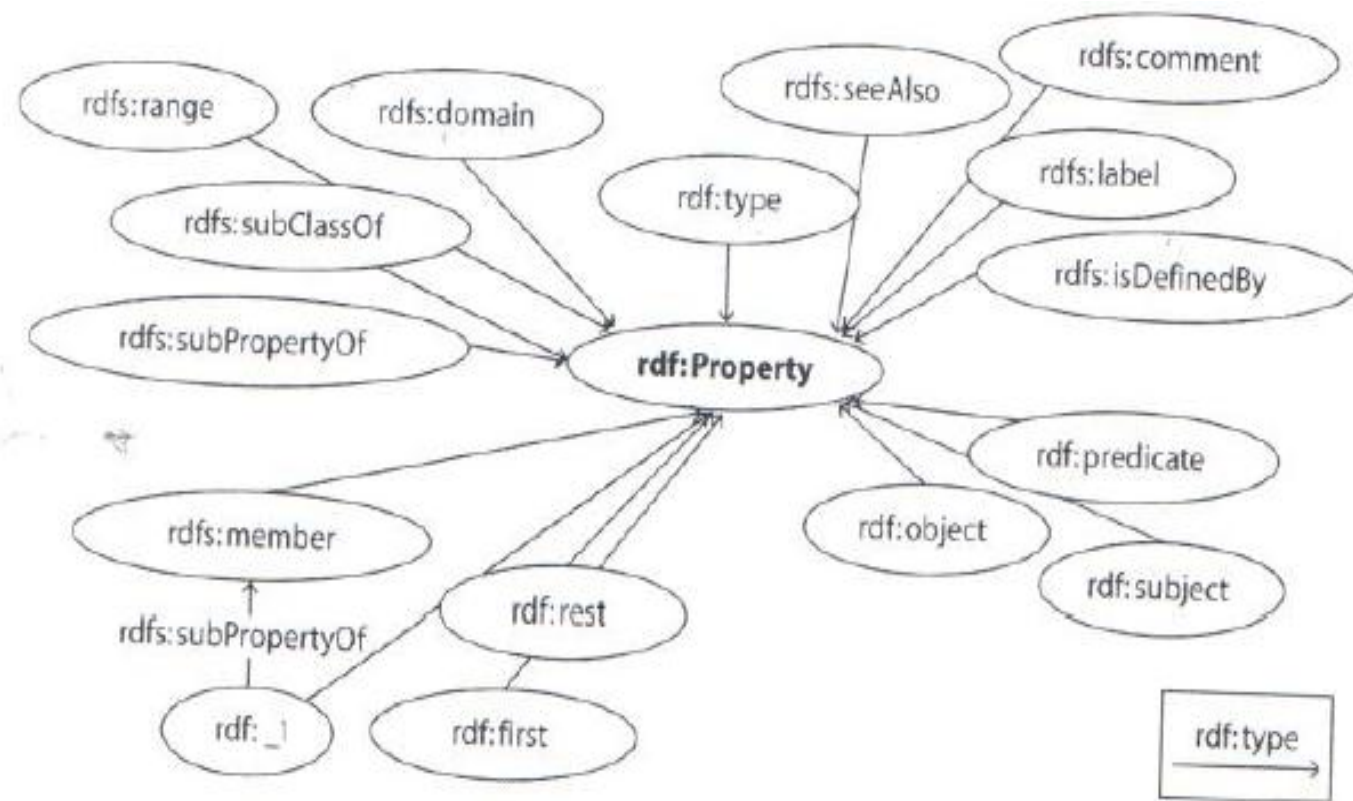 rdfs:comment
rdfs:seeAlso
rdfs:range
rdfs:domain
rdfs:label
rdf:type
rdfs:subClassOf
rdfs:isDefinedBy
rdfs:subPropertyOf
rdf:Property
rdf:predicate
rdfs:member
rdf:object
rdf:subject
rdf:rest
rdfs:subPropertyOf
rdf:_1
rdf:first
rdf:type